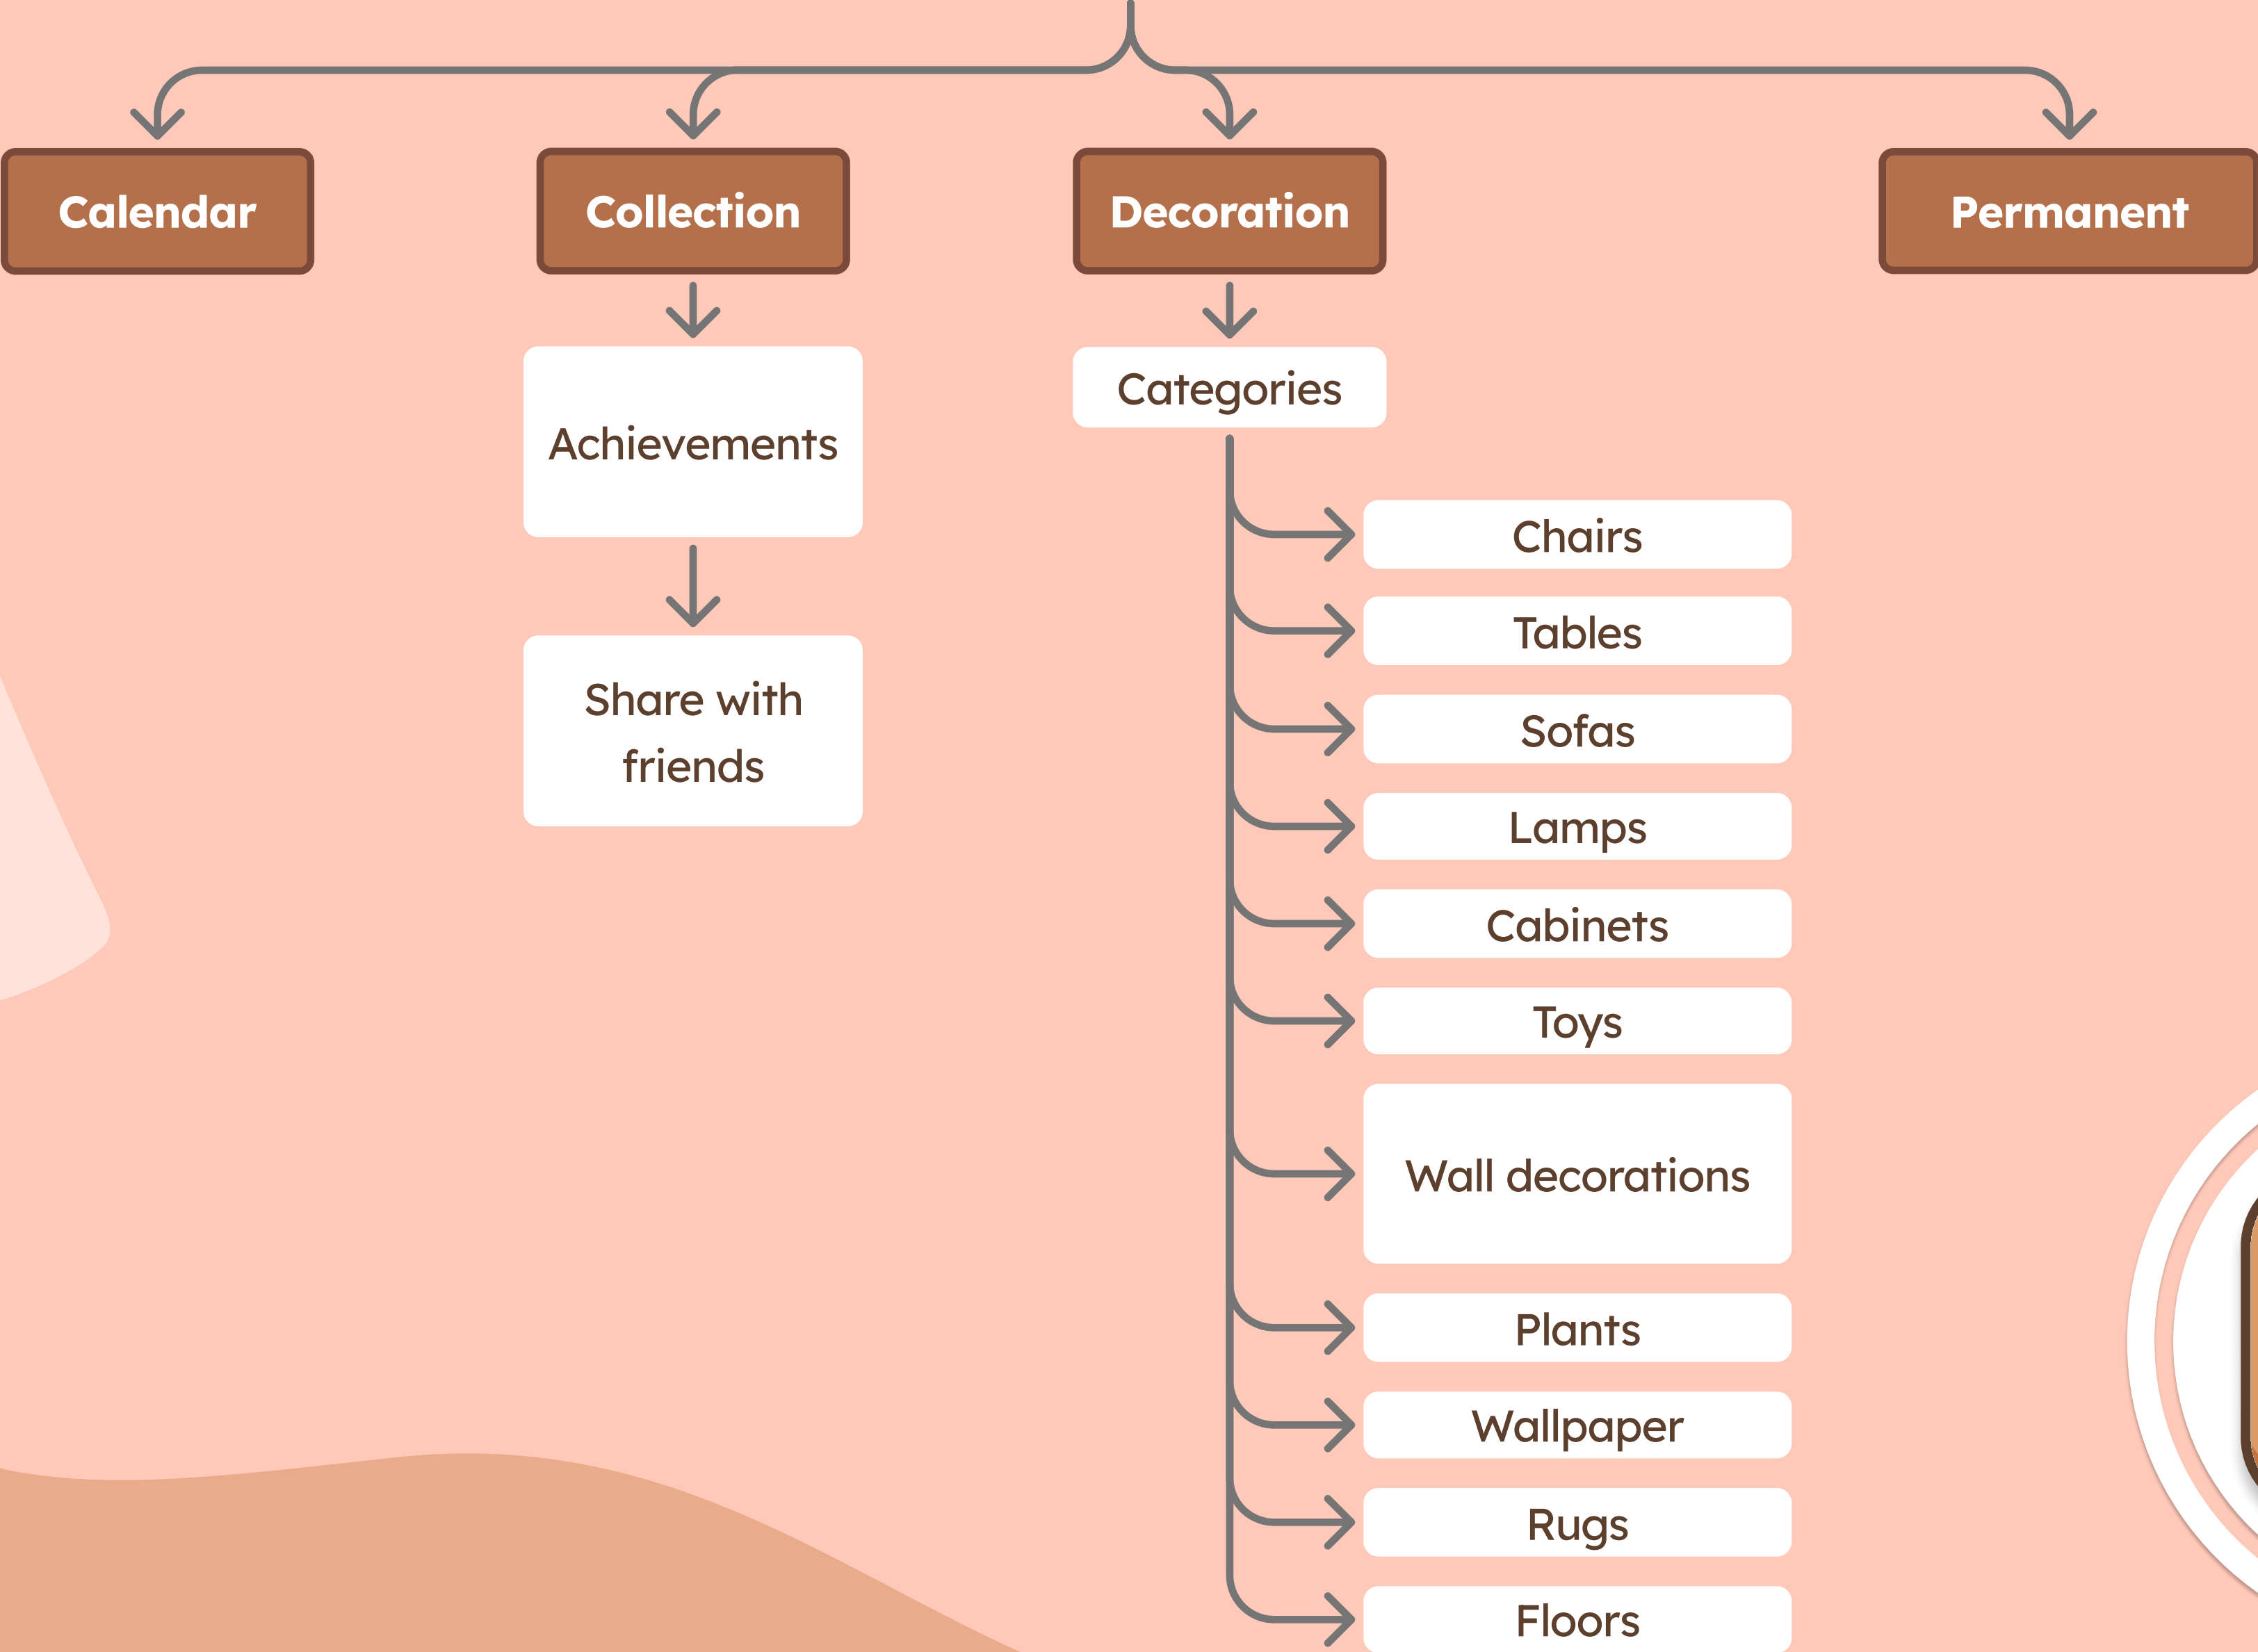 Calendar
Collection
Decoration
Permanent
Achievements
Share with
friends
Categories
Chairs
Tables
Sofas
Lamps
Cabinets
Toys
Wall decorations
Plants
Wallpaper
Rugs
Floors